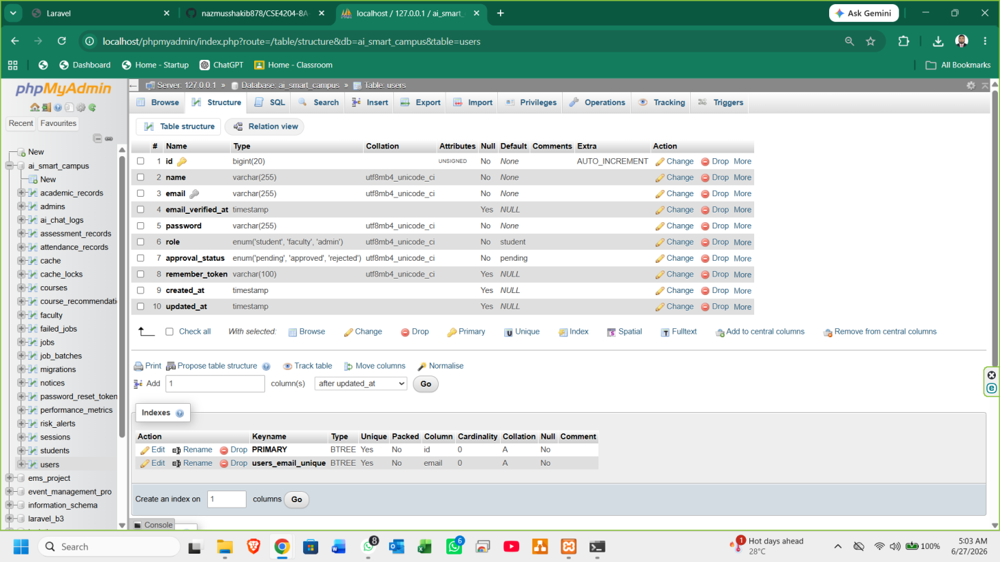 Laravel
nazmusshakib878/CSE4204-8A-
localhost / 127.0.0.1 / ai_smart_
Ask Gemini
localhost/phpmyadmin/index.php?route=/table/structure&db=ai_smart_campus&table=users
Dashboard
Home - Startup
ChatGPT
Home - Classroom
All Bookmarks
phpMyAdmin
Recent
Favourites
New
ai_smart_campus
New
academic_records
admins
ai_chat_logs
assessment_records
attendance_records
cache
cache_locks
courses
course_recommendati
faculty
failed_jobs
jobs
job_batches
migrations
notices
password_reset_token
performance_metrics
risk_alerts
sessions
students
users
ems_project
event_management_pro
information_schema
laravel_b3
Server: 127.0.0.1 » Database: ai_smart_campus » Table: users
Browse Structure SQL Search Insert Export Import Privileges Operations Tracking Triggers
Table structure Relation view
# Name Type Collation Attributes Null Default Comments Extra Action
1 id bigint(20) UNSIGNED No None AUTO_INCREMENT Change Drop More
2 name varchar(255) utf8mb4_unicode_ci No None Change Drop More
3 email varchar(255) utf8mb4_unicode_ci No None Change Drop More
4 email_verified_at timestamp Yes NULL Change Drop More
5 password varchar(255) utf8mb4_unicode_ci No None Change Drop More
6 role enum('student', 'faculty', 'admin') utf8mb4_unicode_ci No student Change Drop More
7 approval_status enum('pending', 'approved', 'rejected') utf8mb4_unicode_ci No pending Change Drop More
8 remember_token varchar(100) utf8mb4_unicode_ci Yes NULL Change Drop More
9 created_at timestamp Yes NULL Change Drop More
10 updated_at timestamp Yes NULL Change Drop More
Check all With selected: Browse Change Drop Primary Unique Index Spatial Fulltext Add to central columns Remove from central columns
Print Propose table structure Track table Move columns Normalise
Add 1 column(s) after updated_at Go
Indexes
Action Keyname Type Unique Packed Column Cardinality Collation Null Comment
Edit Rename Drop PRIMARY BTREE Yes No id 0 A No
Edit Rename Drop users_email_unique BTREE Yes No email 0 A No
Create an index on 1 columns Go
Console
Search
8
6
1
Hot days ahead
28°C
100%
5:03 AM
6/27/2026